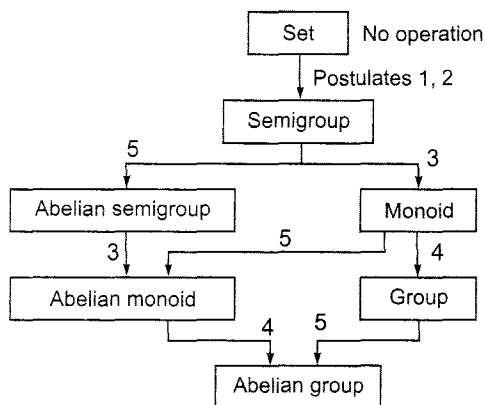 Set No operation
Postulates 1, 2
Semigroup
5 3
Abelian semigroup Monoid
3 5 4
Abelian monoid Group
4 5
Abelian group